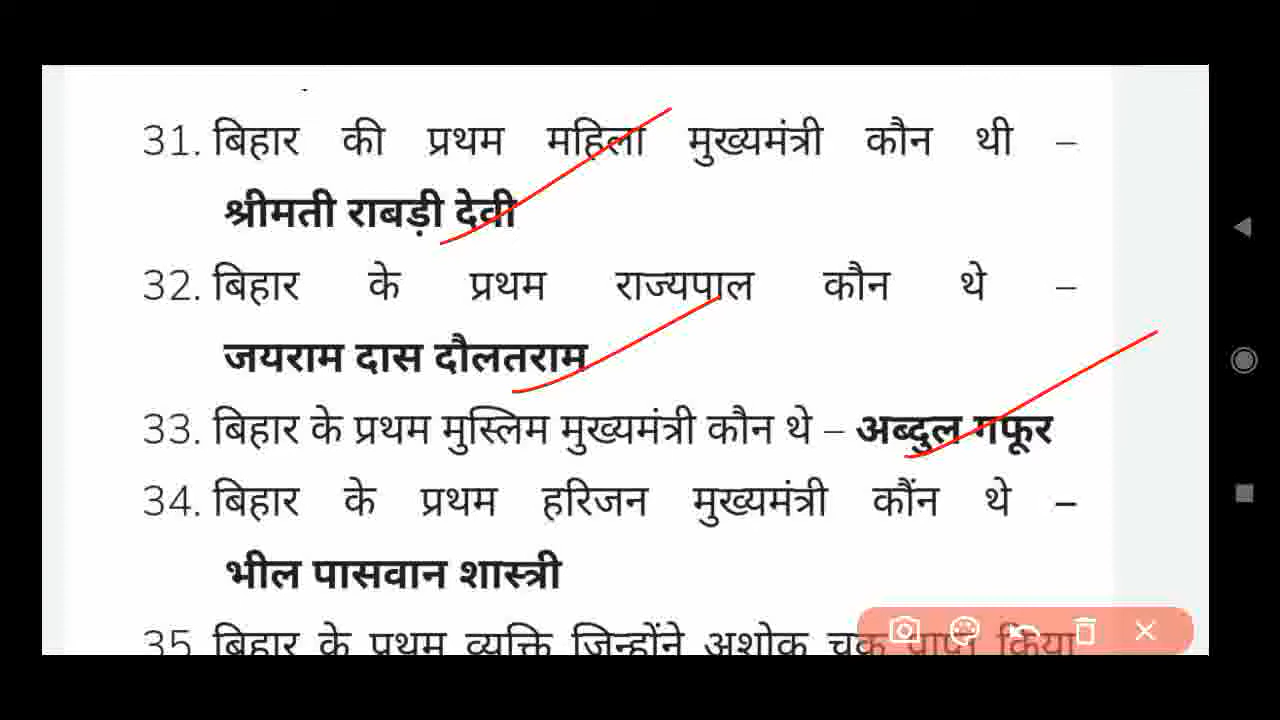 31. बिहार की प्रथम महिला मुख्यमंत्री कौन थी –
श्रीमती राबड़ी देवी
32. बिहार के प्रथम राज्यपाल कौन थे –
जयराम दास दौलतराम
33. बिहार के प्रथम मुस्लिम मुख्यमंत्री कौन थे – अब्दुल गफूर
34. बिहार के प्रथम हरिजन मुख्यमंत्री कौंन थे –
भील पासवान शास्त्री
35 बिहार के प्रथम व्यक्ति जिन्होंने अशोक चक्र प्राप्त किया